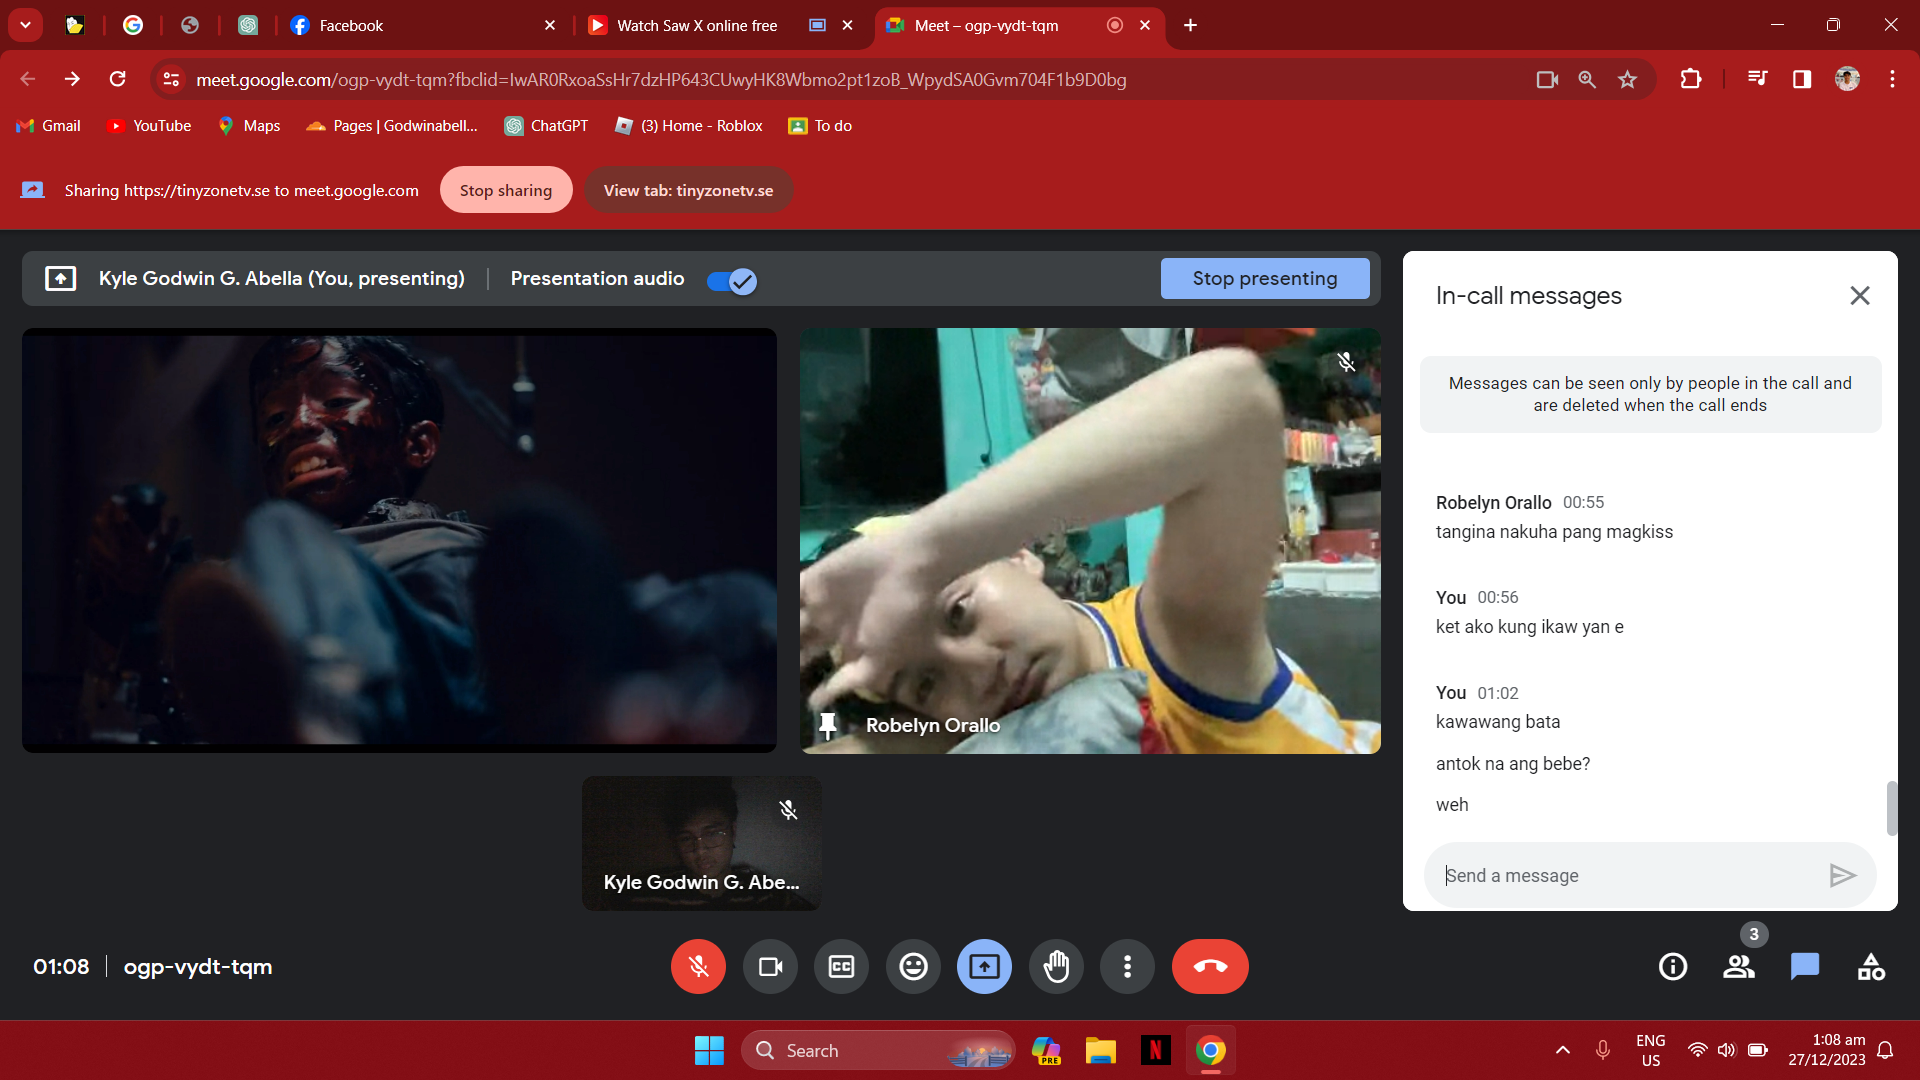 Facebook
Watch Saw X online free
Meet – ogp-vydt-tqm
meet.google.com/ogp-vydt-tqm?fbclid=IwAR0RxoaSsHr7dzHP643CUwyHK8Wbmo2pt1zoB_WpydSA0Gvm704F1b9D0bg
Gmail
YouTube
Maps
Pages | Godwinabell...
ChatGPT
(3) Home - Roblox
To do
Sharing https://tinyzonetv.se to meet.google.com
Stop sharing
View tab: tinyzonetv.se
Kyle Godwin G. Abella (You, presenting)
Presentation audio
Stop presenting
In-call messages
Messages can be seen only by people in the call and
are deleted when the call ends
Robelyn Orallo 00:55
tangina nakuha pang magkiss
You 00:56
ket ako kung ikaw yan e
You 01:02
kawawang bata
antok na ang bebe?
weh
Send a message
Robelyn Orallo
Kyle Godwin G. Abe...
01:08
ogp-vydt-tqm
CC
3
Search
PRE
N
ENG
US
1:08 am
27/12/2023